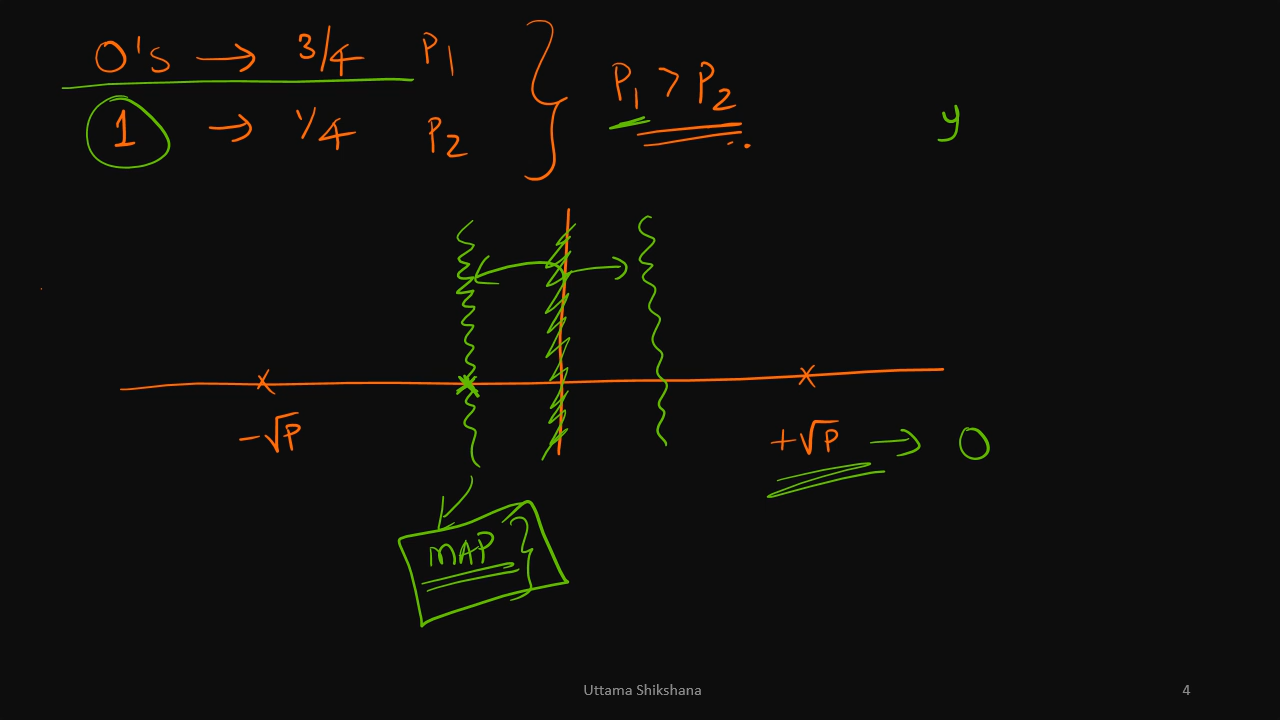 0's → 3/4 P1
1 → 1/4 P2
P1 > P2
y
-√P
+√P → 0
MAP
Uttama Shikshana
4